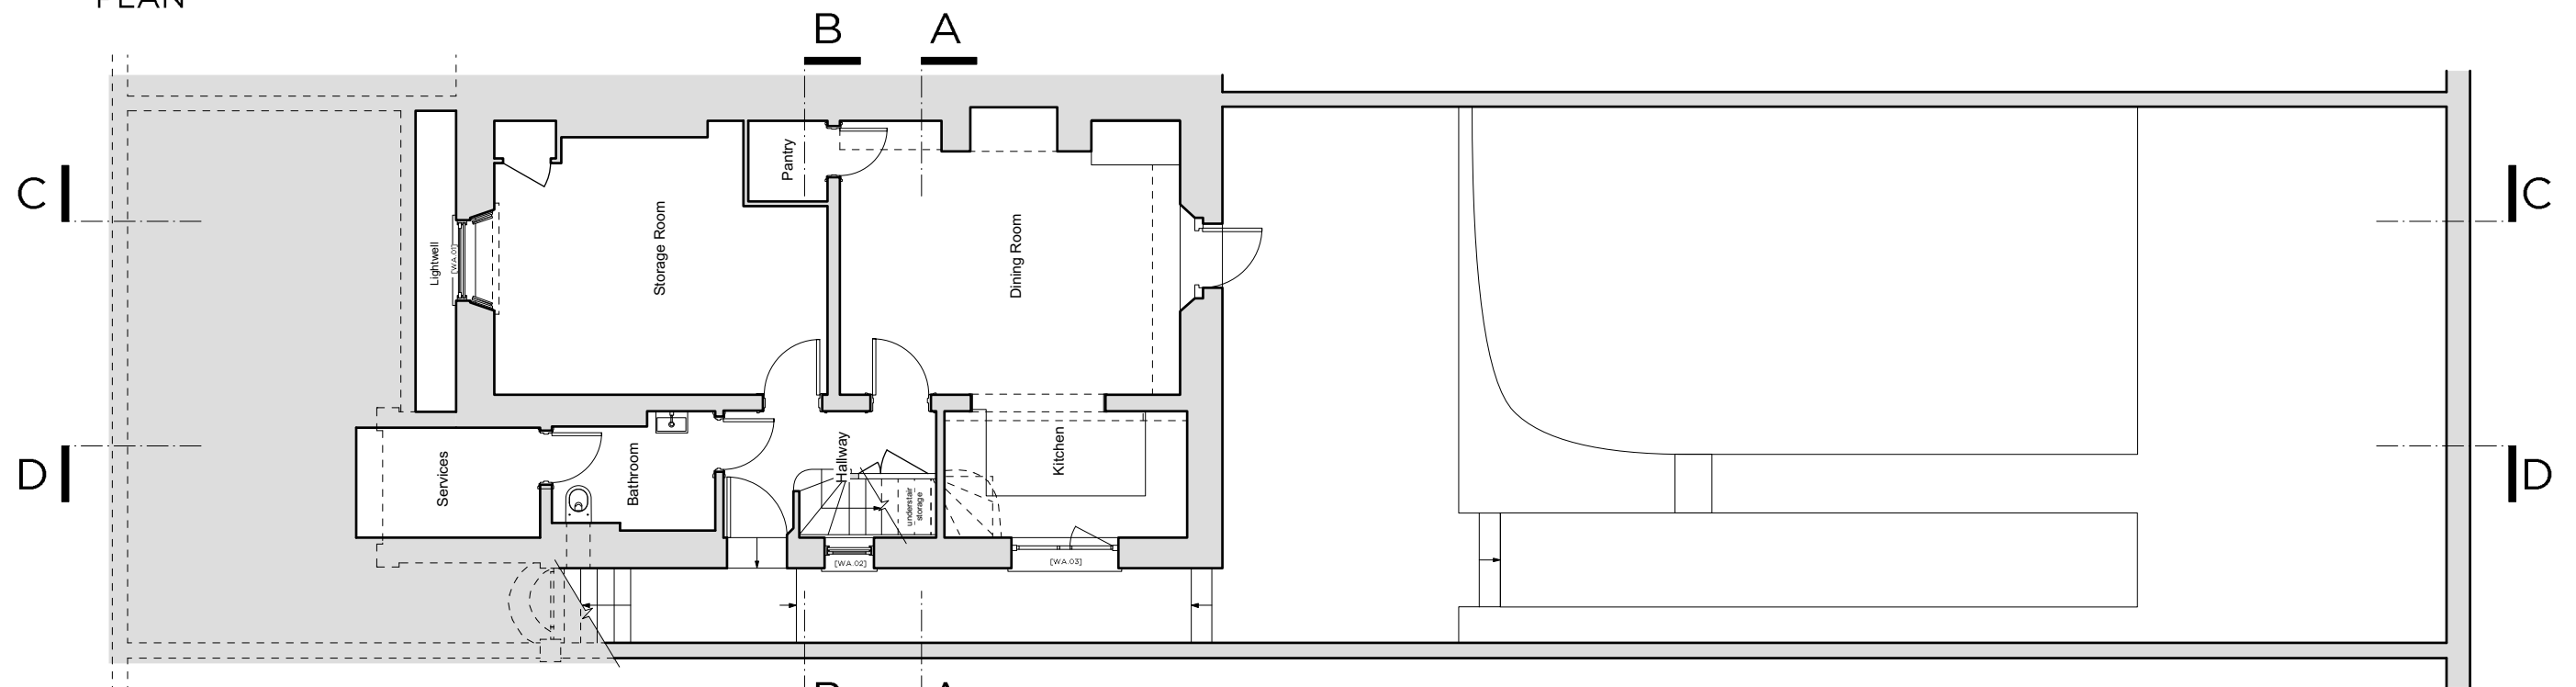 PLAN
B
A
C
C
Pantry
Lightwell
[WA.01]
Storage Room
Dining Room
D
D
Services
Bathroom
Hallway
understair
storage
Kitchen
[WA.02]
[WA.03]